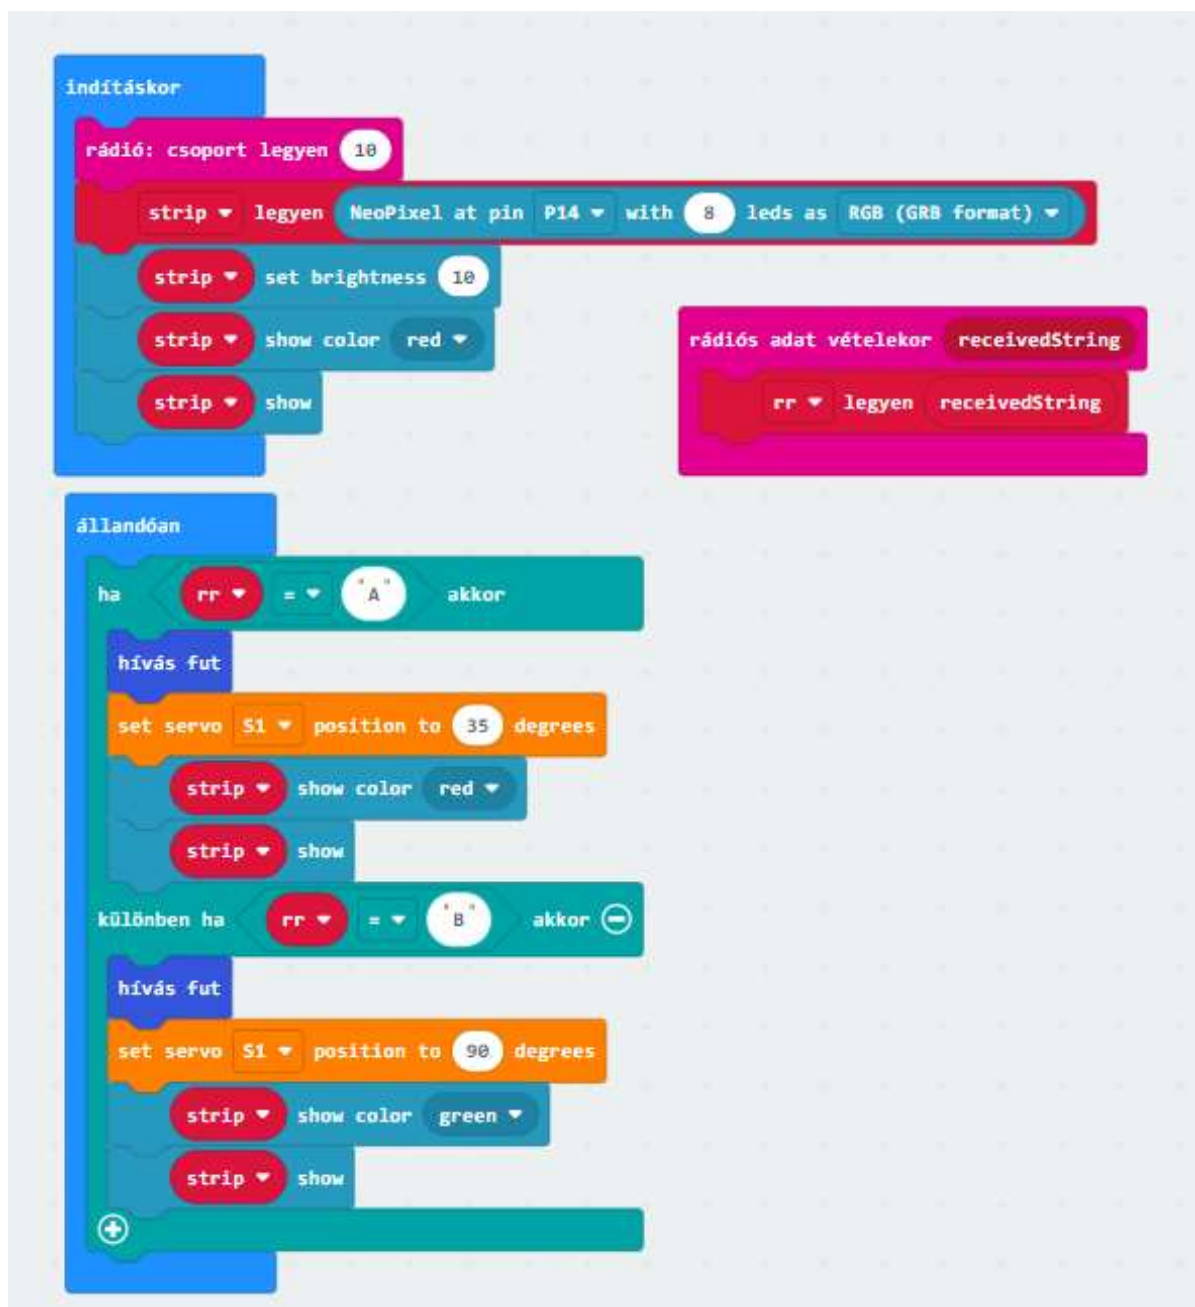 indításkor
rádió: csoport legyen 10
strip legyen NeoPixel at pin P14 with 8 leds as RGB (GRB format)
strip set brightness 10
strip show color red
strip show
rádiós adat vételekor receivedString
rr legyen receivedString
állandóan
ha rr = "A" akkor
hívás fut
set servo S1 position to 35 degrees
strip show color red
strip show
különben ha rr = "B" akkor
hívás fut
set servo S1 position to 90 degrees
strip show color green
strip show